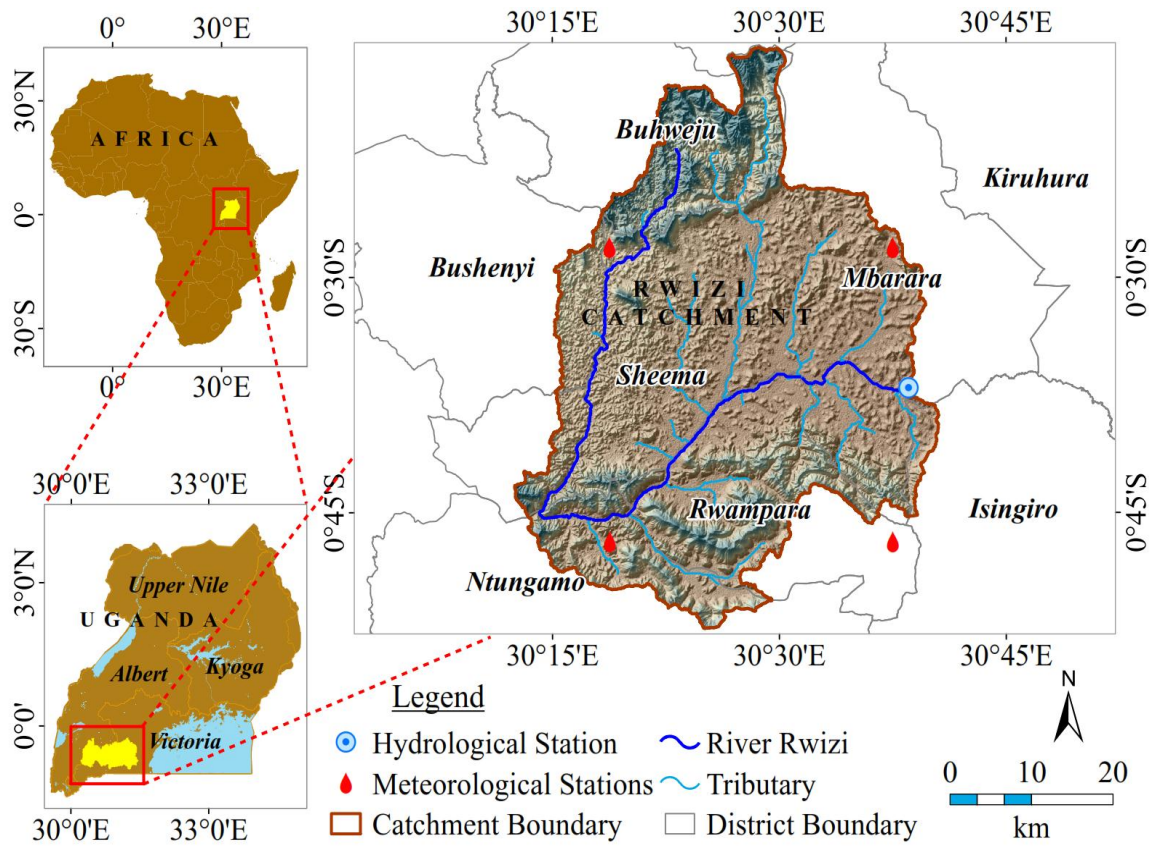 0° 30°E
30°N
0°
30°S
AFRICA
0° 30°E
30°0'E 33°0'E
3°0'N
0°0'
Upper Nile
UGANDA
Albert
Kyoga
Victoria
30°0'E 33°0'E
30°15'E 30°30'E 30°45'E
0°30'S
0°45'S
Buhweju
Kiruhura
Bushenyi
Mbarara
RWIZI
CATCHMENT
Sheema
Rwampara
Isingiro
Ntungamo
0°30'S
0°45'S
30°15'E 30°30'E 30°45'E
Legend
Hydrological Station
Meteorological Stations
Catchment Boundary
River Rwizi
Tributary
District Boundary
N
0 10 20
km